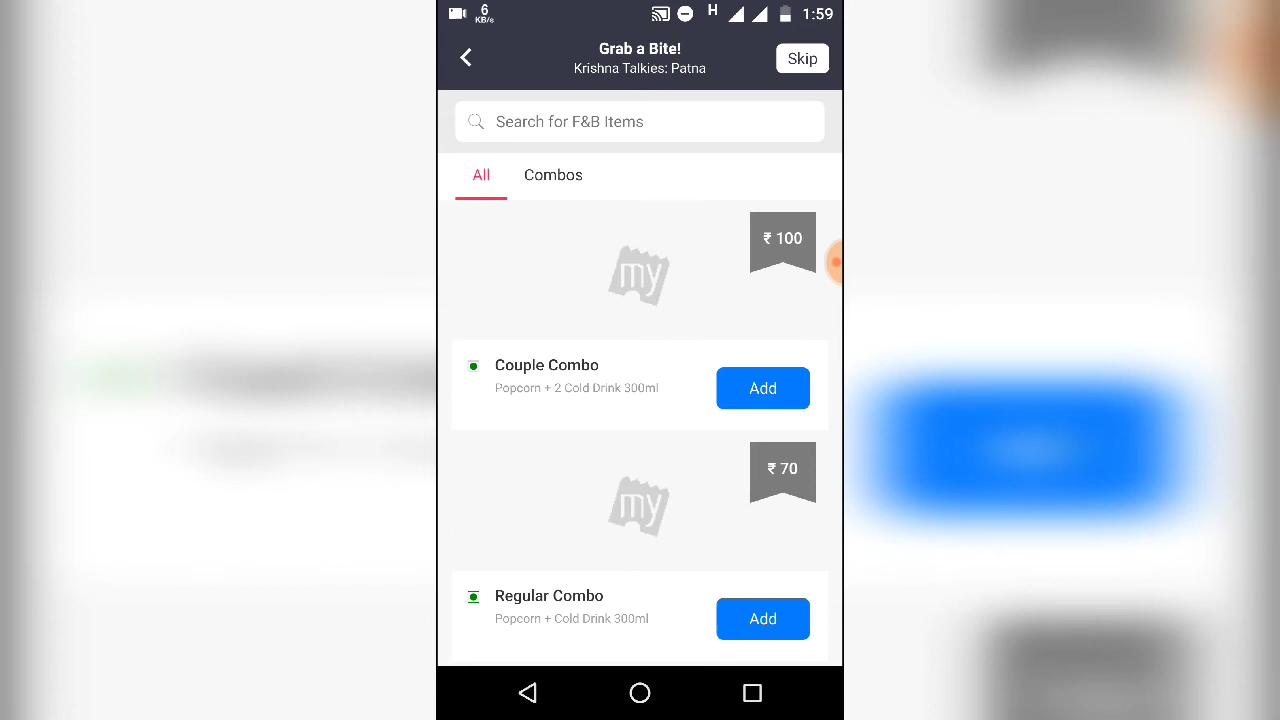 6
KB/s
H
1:59
Grab a Bite!
Krishna Talkies: Patna
Skip
Search for F&B Items
All
Combos
₹ 100
my
Couple Combo
Popcorn + 2 Cold Drink 300ml
Add
₹ 70
my
Regular Combo
Popcorn + Cold Drink 300ml
Add